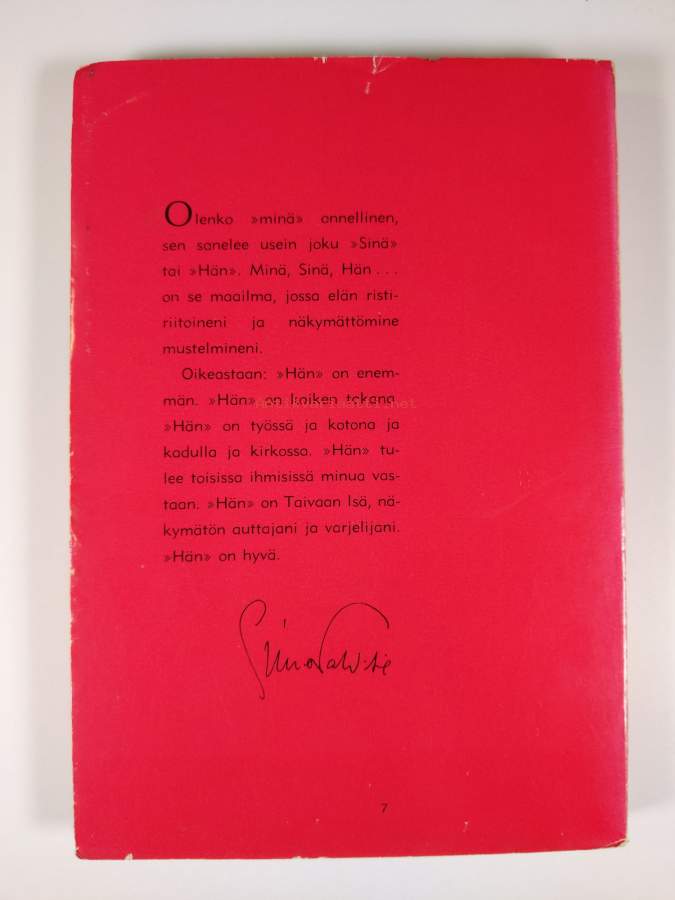 Olenko »minä» onnellinen,
sen sanelee usein joku »Sinä»
tai »Hän». Minä, Sinä, Hän ...
on se maailma, jossa elän risti-
riitoineni ja näkymättömine
mustelmineni.
Oikeastaan: »Hän» on enem-
män. »Hän» on kaiken takana.
»Hän» on työssä ja kotona ja
kadulla ja kirkossa. »Hän» tu-
lee toisissa ihmisissä minua vas-
taan. »Hän» on Taivaan Isä, nä-
kymätön auttajani ja varjelijani.
»Hän» on hyvä.
7